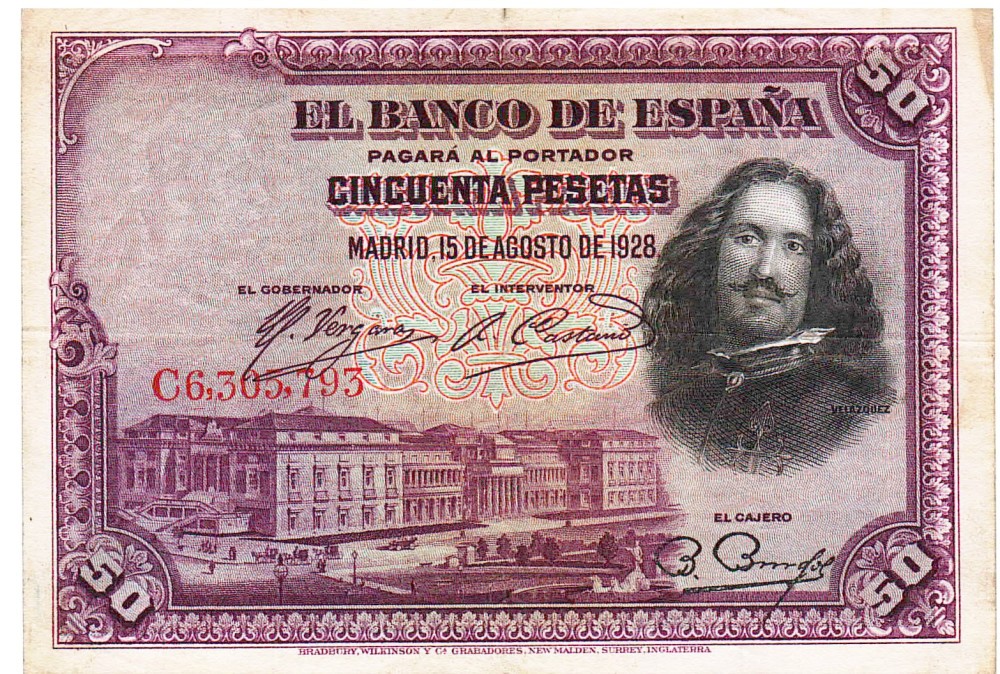 50
EL BANCO DE ESPAÑA
PAGARÁ AL PORTADOR
CINCUENTA PESETAS
MADRID, 15 DE AGOSTO DE 1928
EL GOBERNADOR
EL INTERVENTOR
C6,305,793
VELAZQUEZ
EL CAJERO
50
50
BRADBURY, WILKINSON Y Cª GRABADORES, NEW MALDEN, SURREY, INGLATERRA